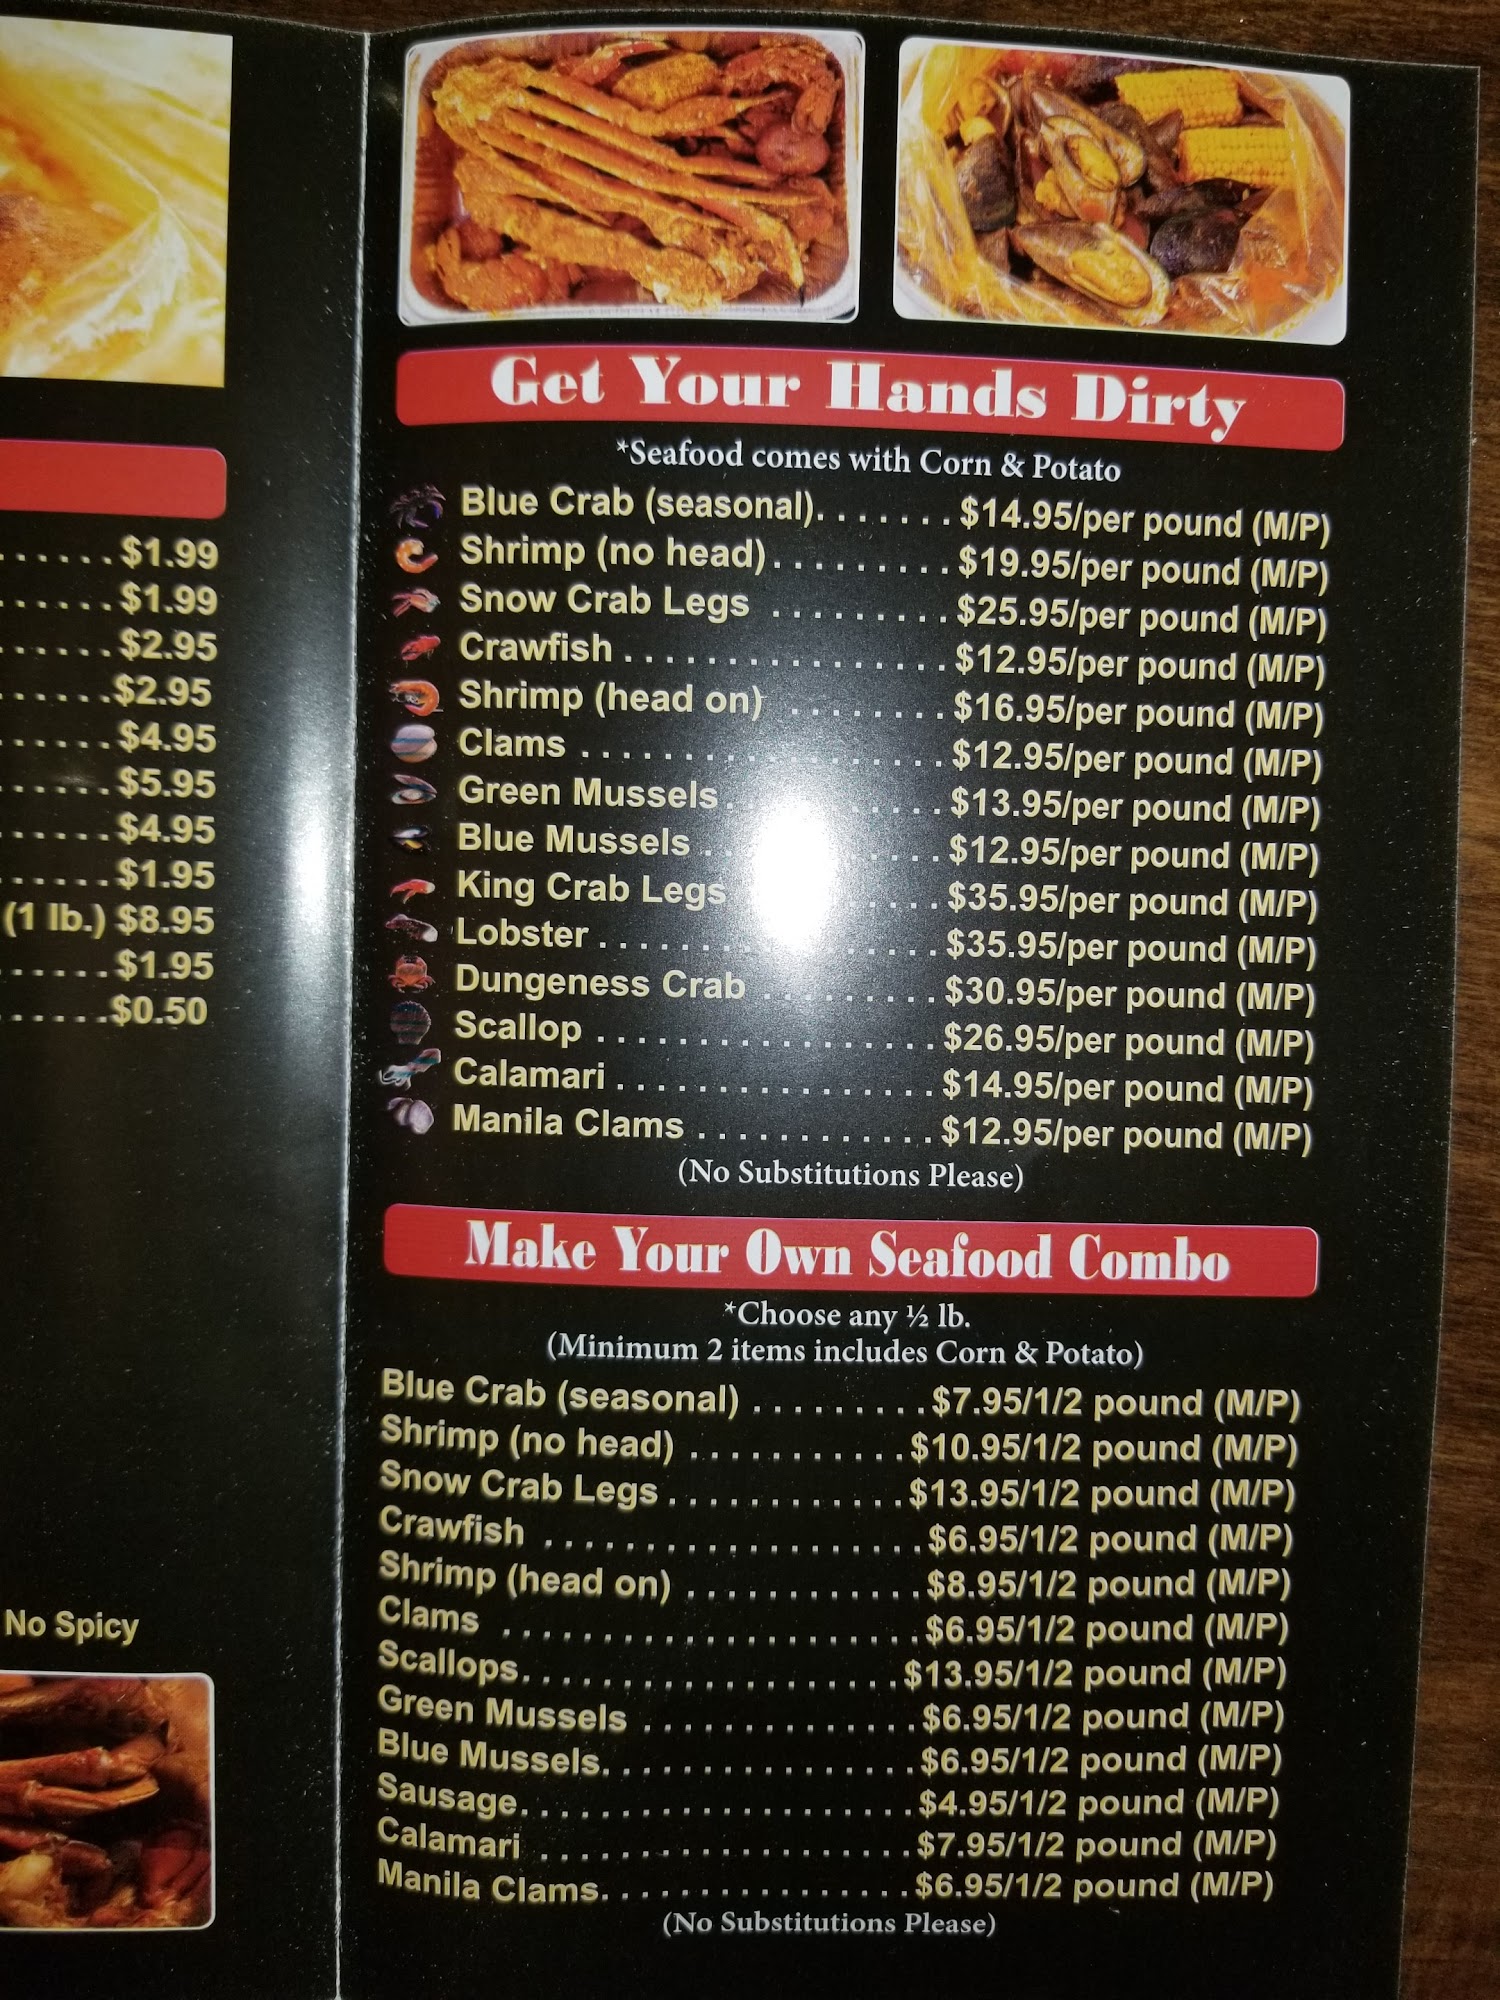 . . . . . . $1.99
. . . . . . $1.99
. . . . . . $2.95
. . . . . . $2.95
. . . . . . $4.95
. . . . . . $5.95
. . . . . . $4.95
. . . . . . $1.95
(1 lb.) $8.95
. . . . . . $1.95
. . . . . . $0.50
No Spicy
Get Your Hands Dirty
*Seafood comes with Corn & Potato
Blue Crab (seasonal). . . . . . . $14.95/per pound (M/P)
Shrimp (no head). . . . . . . . . $19.95/per pound (M/P)
Snow Crab Legs . . . . . . . . . $25.95/per pound (M/P)
Crawfish . . . . . . . . . . . . . . . . $12.95/per pound (M/P)
Shrimp (head on) . . . . . . . . $16.95/per pound (M/P)
Clams . . . . . . . . . . . . . . . . . . $12.95/per pound (M/P)
Green Mussels. . . . . . . . . . . $13.95/per pound (M/P)
Blue Mussels . . . . . . . . . . . . $12.95/per pound (M/P)
King Crab Legs . . . . . . . . . . $35.95/per pound (M/P)
Lobster . . . . . . . . . . . . . . . . . $35.95/per pound (M/P)
Dungeness Crab . . . . . . . . . $30.95/per pound (M/P)
Scallop . . . . . . . . . . . . . . . . . $26.95/per pound (M/P)
Calamari . . . . . . . . . . . . . . . . $14.95/per pound (M/P)
Manila Clams . . . . . . . . . . . . $12.95/per pound (M/P)
(No Substitutions Please)
Make Your Own Seafood Combo
*Choose any ½ lb.
(Minimum 2 items includes Corn & Potato)
Blue Crab (seasonal) . . . . . . . . . $7.95/1/2 pound (M/P)
Shrimp (no head) . . . . . . . . . . . $10.95/1/2 pound (M/P)
Snow Crab Legs . . . . . . . . . . . . $13.95/1/2 pound (M/P)
Crawfish . . . . . . . . . . . . . . . . . . . $6.95/1/2 pound (M/P)
Shrimp (head on) . . . . . . . . . . . . $8.95/1/2 pound (M/P)
Clams . . . . . . . . . . . . . . . . . . . . . $6.95/1/2 pound (M/P)
Scallops. . . . . . . . . . . . . . . . . . . $13.95/1/2 pound (M/P)
Green Mussels . . . . . . . . . . . . . . $6.95/1/2 pound (M/P)
Blue Mussels. . . . . . . . . . . . . . . . $6.95/1/2 pound (M/P)
Sausage. . . . . . . . . . . . . . . . . . . . $4.95/1/2 pound (M/P)
Calamari . . . . . . . . . . . . . . . . . . . $7.95/1/2 pound (M/P)
Manila Clams. . . . . . . . . . . . . . . . $6.95/1/2 pound (M/P)
(No Substitutions Please)